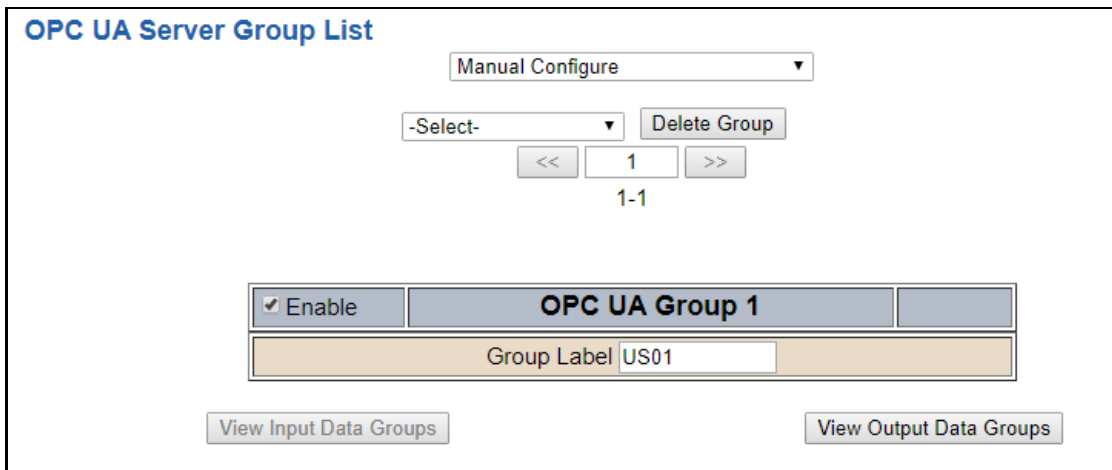 OPC UA Server Group List
Manual Configure
-Select- Delete Group
<< 1 >>
1-1
Enable OPC UA Group 1
Group Label US01
View Input Data Groups View Output Data Groups